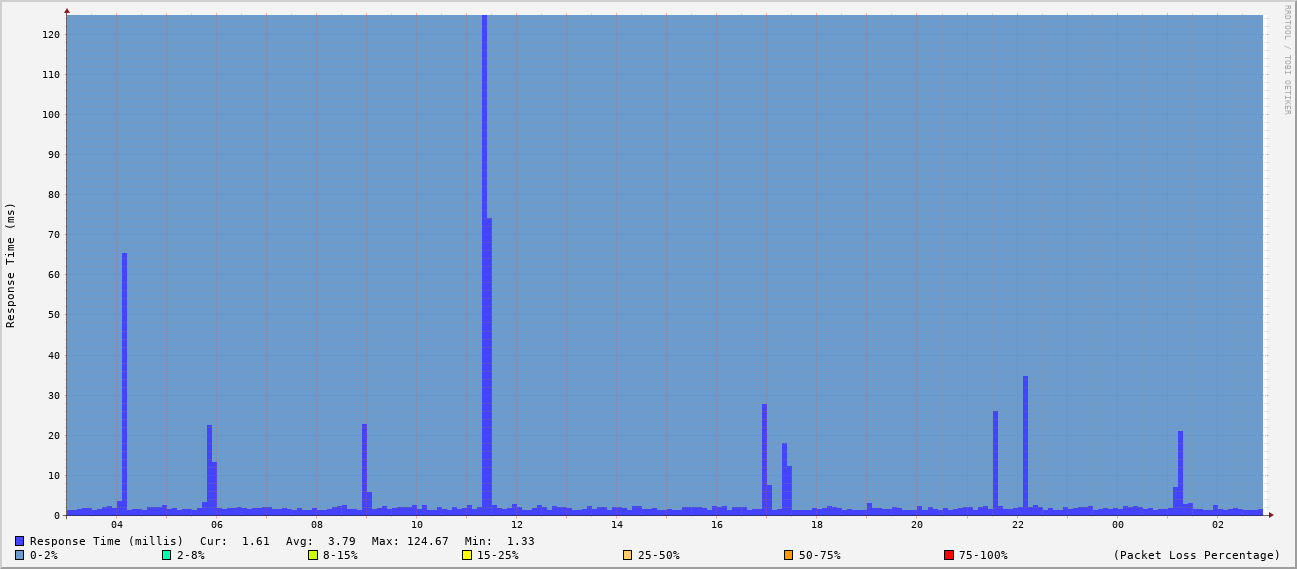 RRDTOOL / TOBI OETIKER
Response Time (ms)
120
110
100
90
80
70
60
50
40
30
20
10
0
04 06 08 10 12 14 16 18 20 22 00 02
Response Time (millis) Cur: 1.61 Avg: 3.79 Max: 124.67 Min: 1.33
0-2% 2-8% 8-15% 15-25% 25-50% 50-75% 75-100% (Packet Loss Percentage)